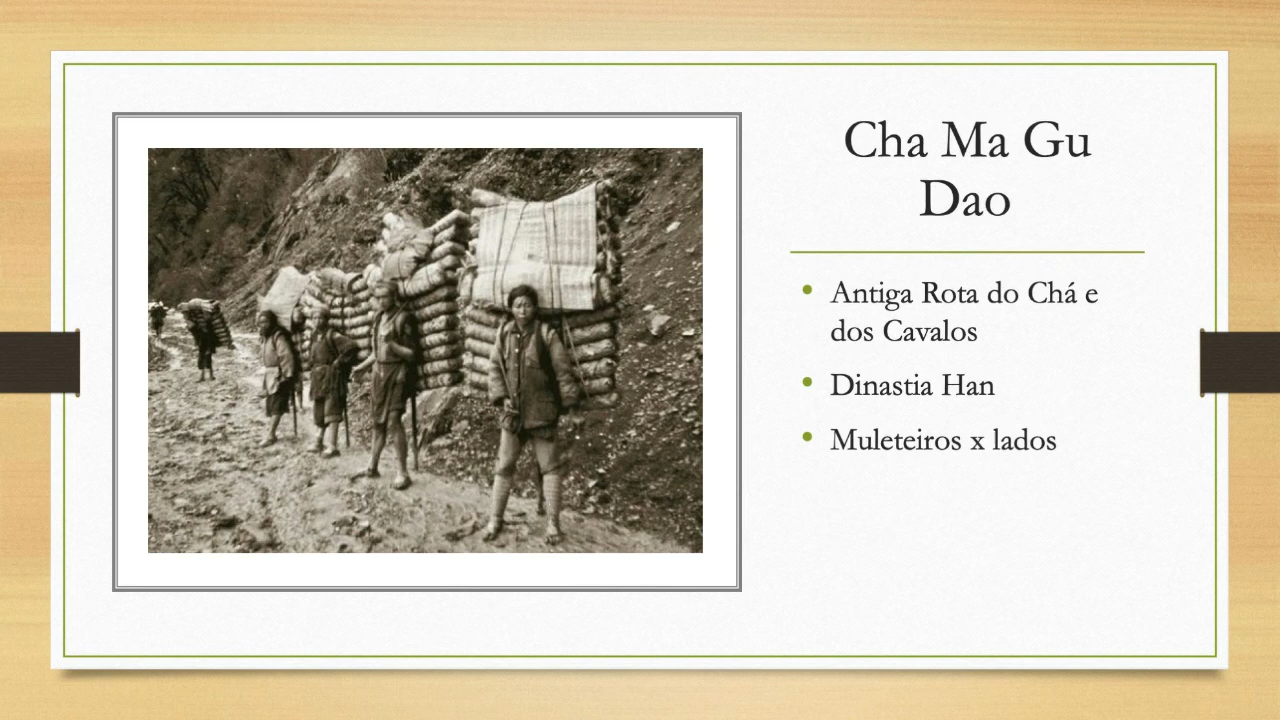 Cha Ma Gu
Dao
• Antiga Rota do Chá e
dos Cavalos
• Dinastia Han
• Muleteiros x lados